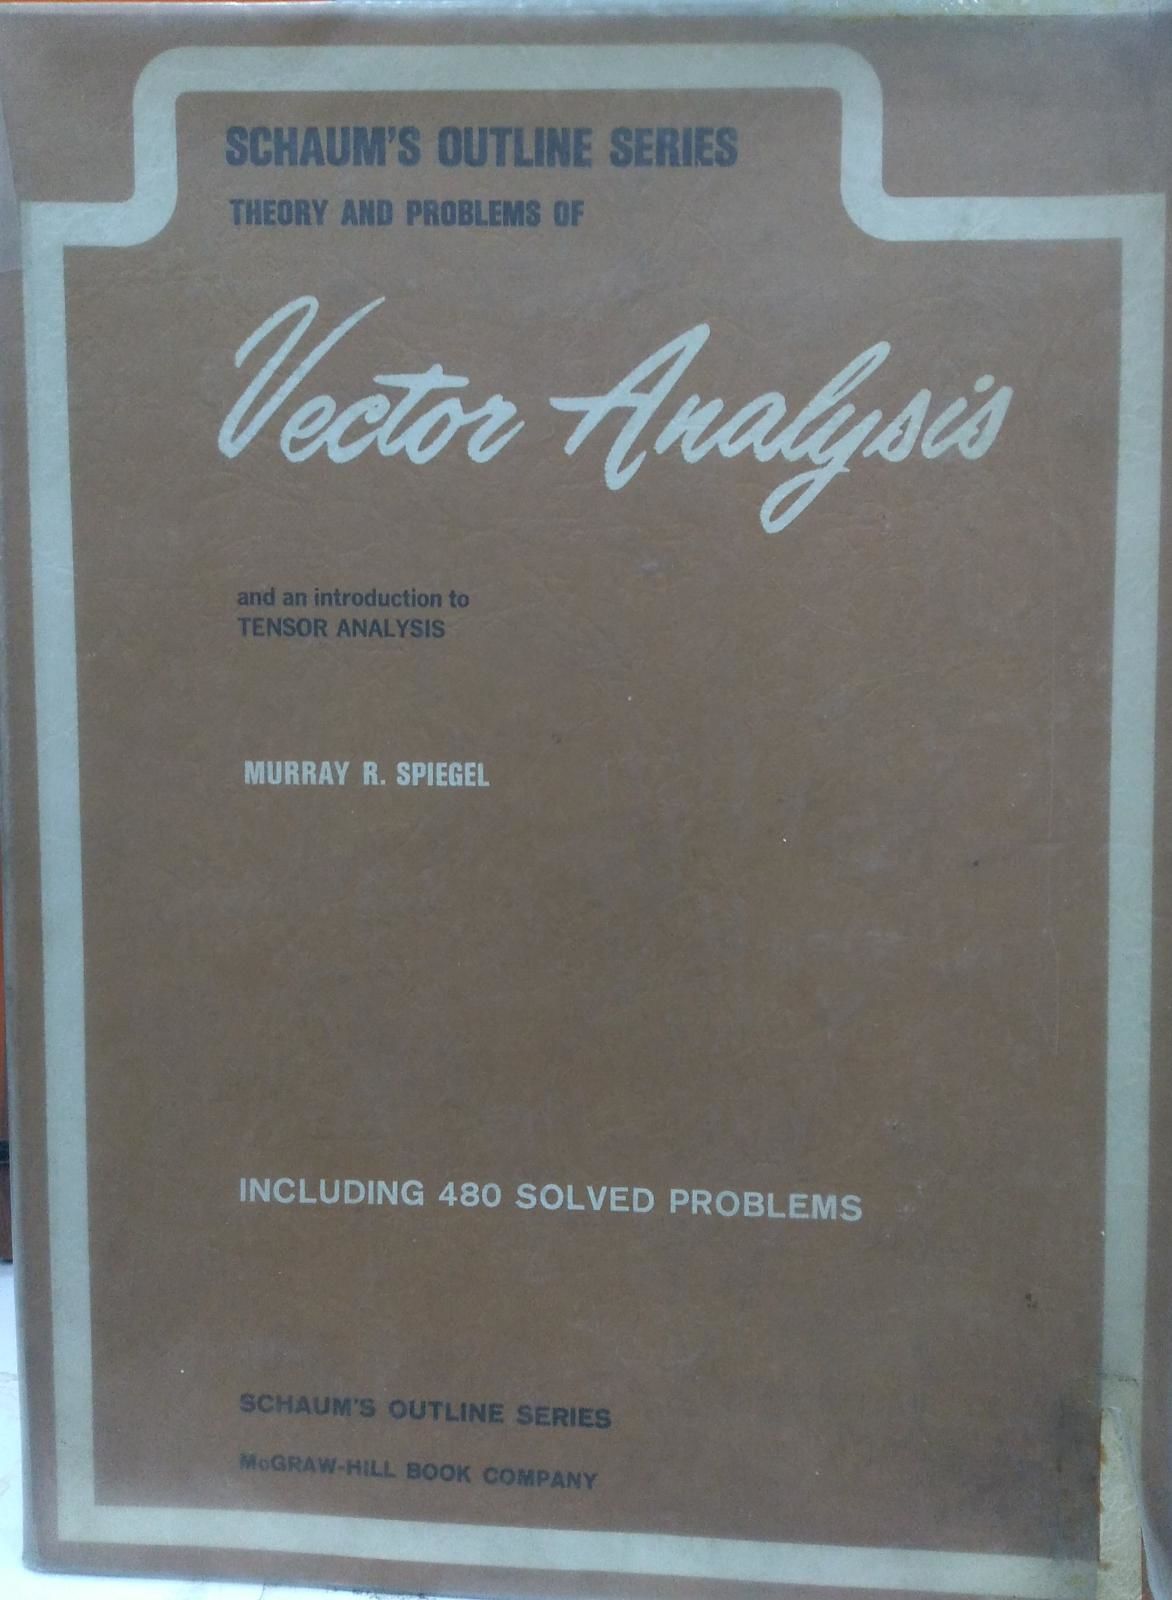 SCHAUM'S OUTLINE SERIES
THEORY AND PROBLEMS OF
Vector Analysis
and an introduction to
TENSOR ANALYSIS
MURRAY R. SPIEGEL
INCLUDING 480 SOLVED PROBLEMS
SCHAUM'S OUTLINE SERIES
McGRAW-HILL BOOK COMPANY